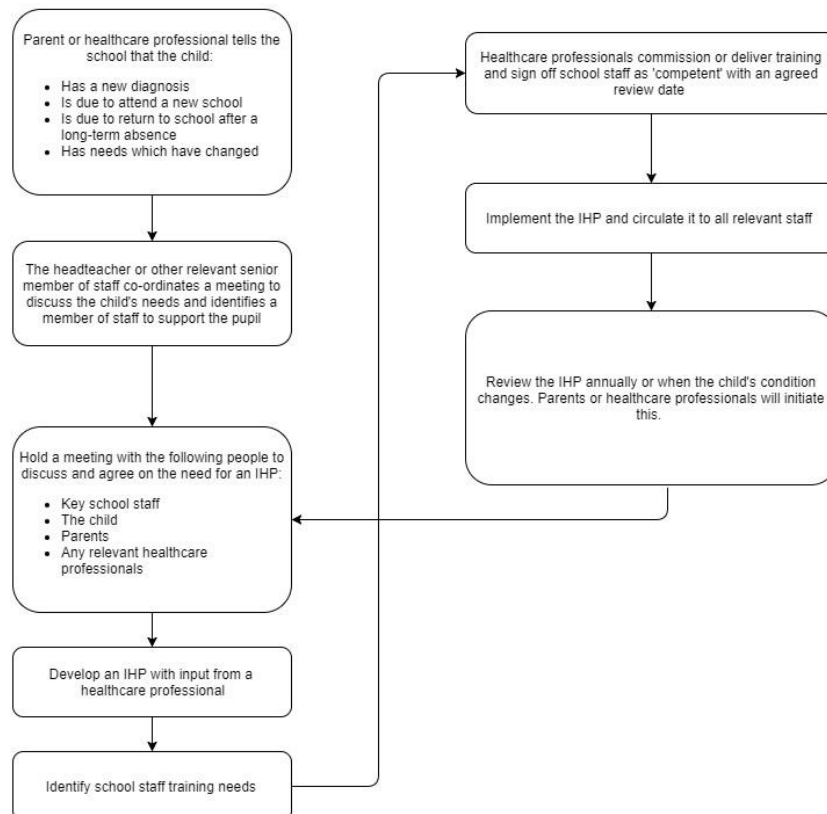 Parent or healthcare professional tells the
school that the child:
• Has a new diagnosis
• Is due to attend a new school
• Is due to return to school after a
long-term absence
• Has needs which have changed
The headteacher or other relevant senior
member of staff co-ordinates a meeting to
discuss the child's needs and identifies a
member of staff to support the pupil
Hold a meeting with the following people to
discuss and agree on the need for an IHP:
• Key school staff
• The child
• Parents
• Any relevant healthcare
professionals
Develop an IHP with input from a
healthcare professional
Identify school staff training needs
Healthcare professionals commission or deliver training
and sign off school staff as 'competent' with an agreed
review date
Implement the IHP and circulate it to all relevant staff
Review the IHP annually or when the child's condition
changes. Parents or healthcare professionals will initiate
this.